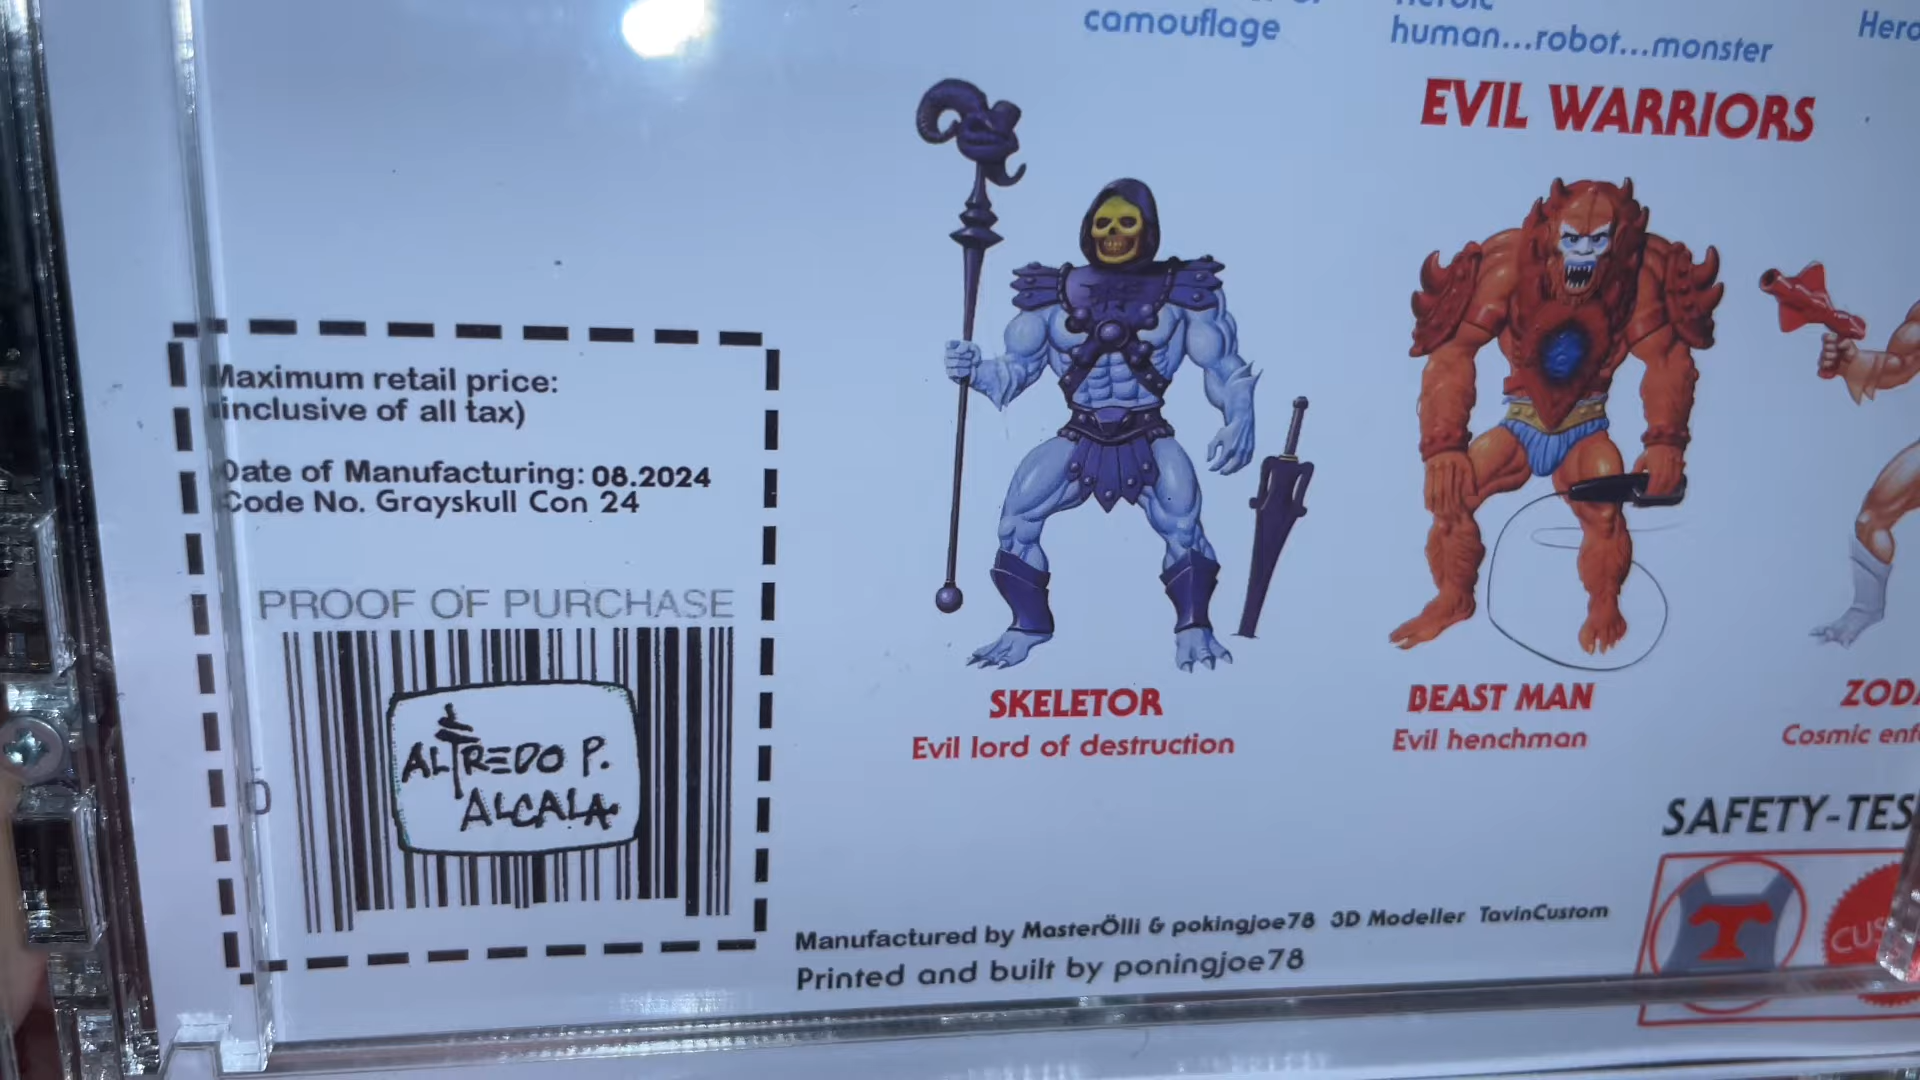 camouflage
human...robot...monster
EVIL WARRIORS
Maximum retail price:
(inclusive of all tax)
Date of Manufacturing: 08.2024
Code No. Grayskull Con 24
PROOF OF PURCHASE
ALFREDO P.
ALCALA
SKELETOR
Evil lord of destruction
BEAST MAN
Evil henchman
Cosmic
Manufactured by MasterÖlli & pokingjoe78 3D Modeller TavinCustom
Printed and built by poningjoe78